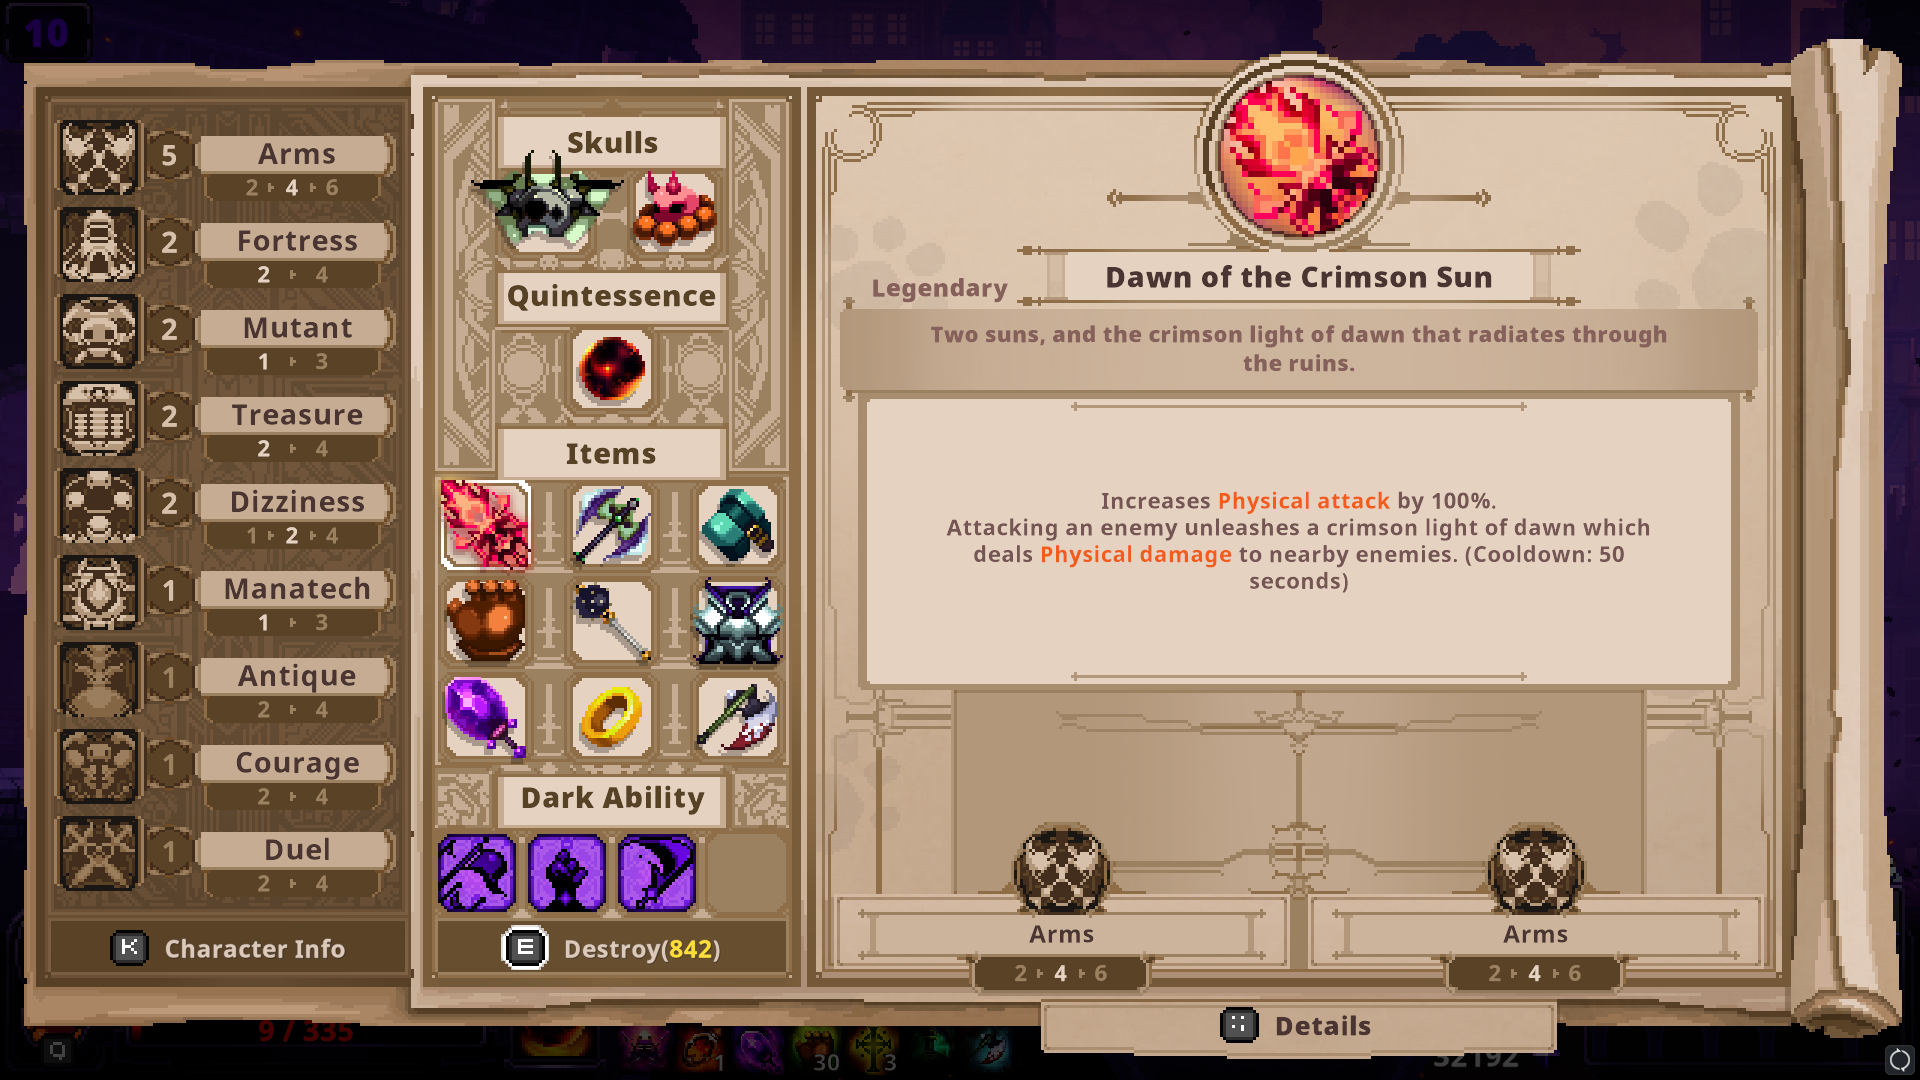 10
5
Arms
2 4 6
2
Fortress
2 4
2
Mutant
1 3
2
Treasure
2 4
2
Dizziness
1 2 4
1
Manatech
1 3
1
Antique
2 4
1
Courage
2 4
1
Duel
2 4
K Character Info
Skulls
Quintessence
Items
Dark Ability
E Destroy(842)
Dawn of the Crimson Sun
Legendary
Two suns, and the crimson light of dawn that radiates through
the ruins.
Increases Physical attack by 100%.
Attacking an enemy unleashes a crimson light of dawn which
deals Physical damage to nearby enemies. (Cooldown: 50
seconds)
Arms
2 4 6
Arms
2 4 6
Details
Q
9 / 335
1
30
3
32192